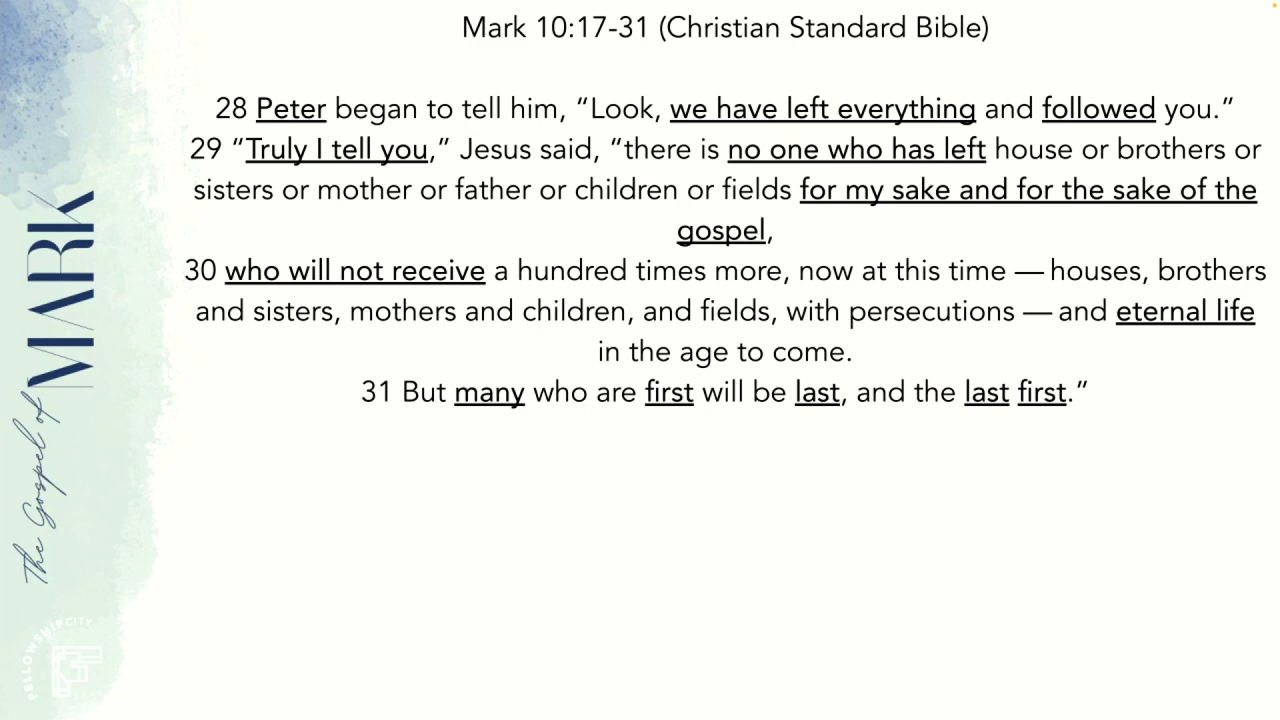 Mark 10:17-31 (Christian Standard Bible)
28 Peter began to tell him, “Look, we have left everything and followed you.”
29 “Truly I tell you,” Jesus said, “there is no one who has left house or brothers or
sisters or mother or father or children or fields for my sake and for the sake of the
gospel,
30 who will not receive a hundred times more, now at this time — houses, brothers
and sisters, mothers and children, and fields, with persecutions — and eternal life
in the age to come.
31 But many who are first will be last, and the last first.”
The Gospel of MARK
FELLOWSHIPCITY